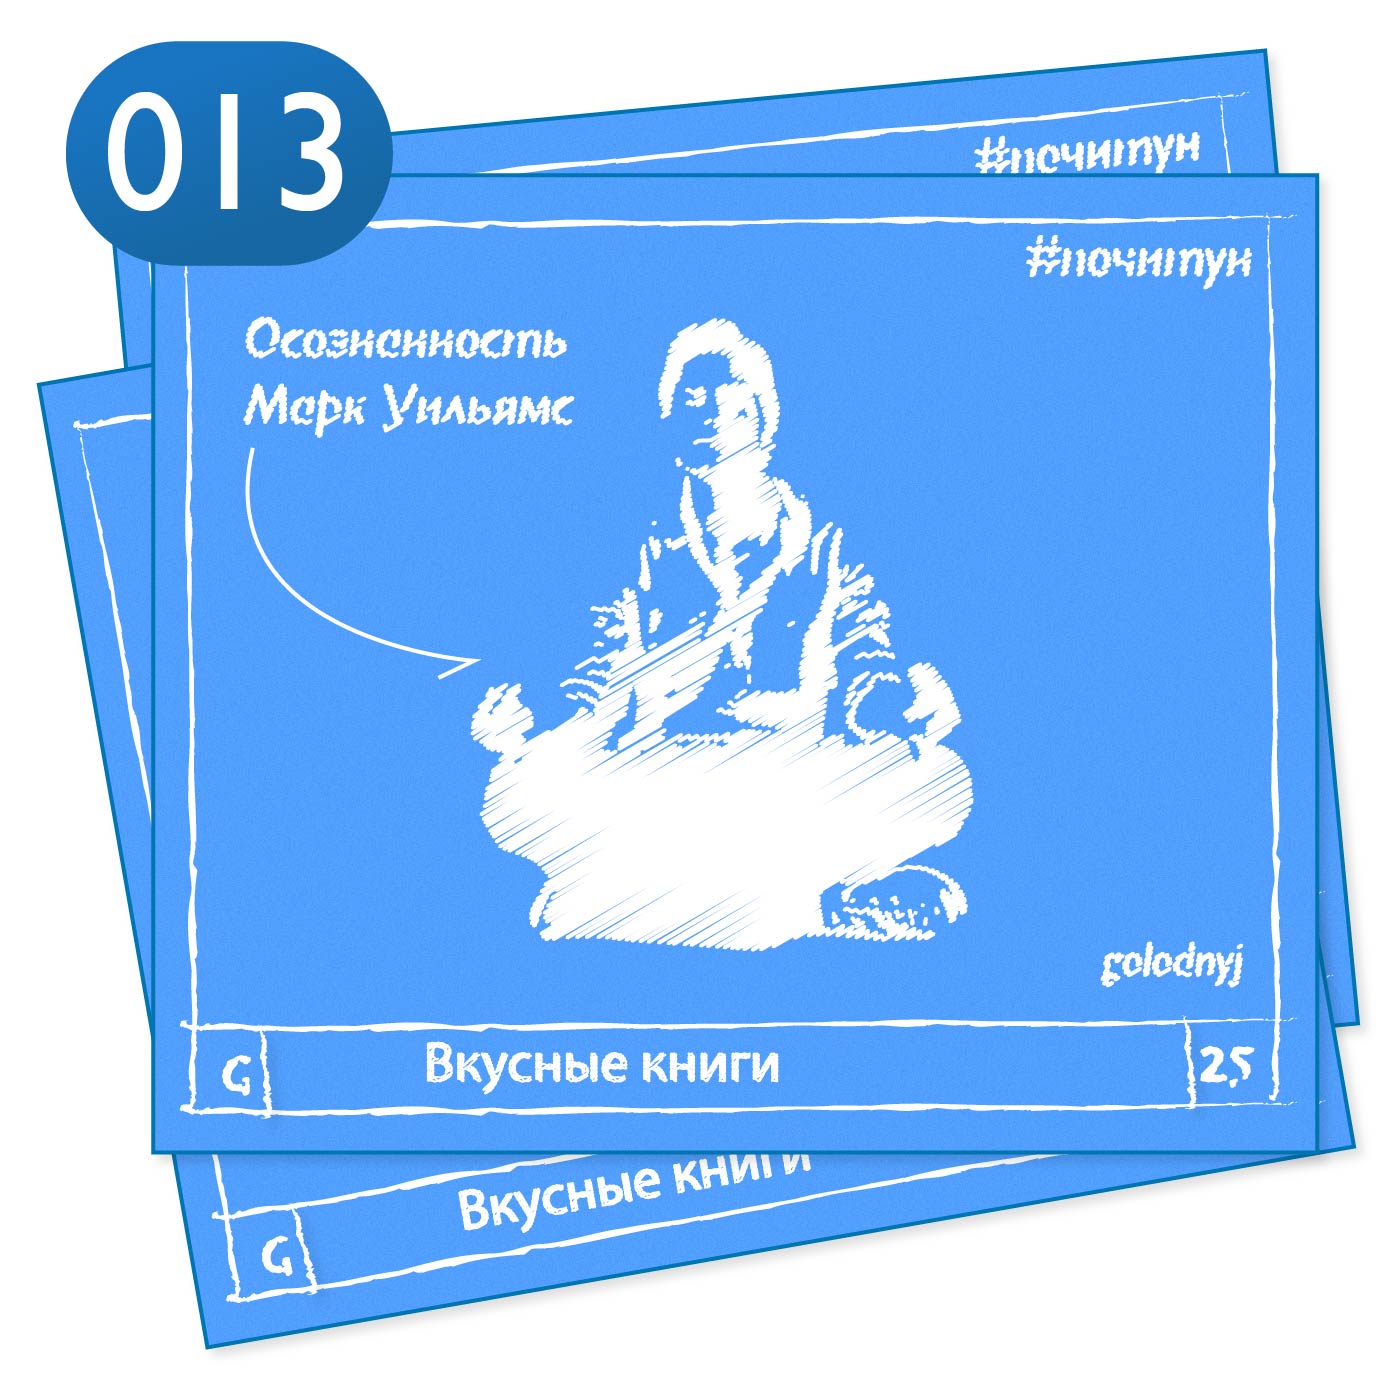 013
#почитун
#почитун
Осознанность
Марк Уильямс
golodnyj
G
Вкусные книги
25
Вкусные книги
G